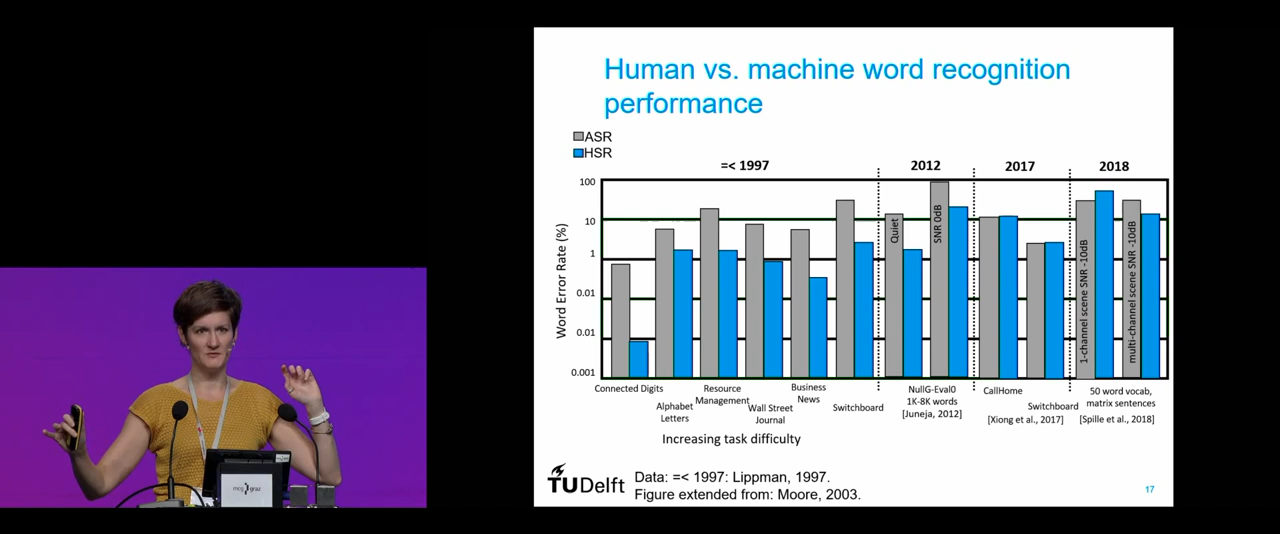 Human vs. machine word recognition
performance
ASR
HSR
=< 1997
2012
2017
2018
Word Error Rate (%)
100
10
1
0.01
0.01
0.001
Quiet
SNR 0dB
1-channel scene SNR -10dB
multi-channel scene SNR -10dB
Connected Digits
Alphabet
Letters
Resource
Management
Wall Street
Journal
Business
News
Switchboard
NullG-Eval0
1K-8K words
[Juneja, 2012]
CallHome
Switchboard
[Xiong et al., 2017]
50 word vocab,
matrix sentences
[Spille et al., 2018]
Increasing task difficulty
TUDelft
Data: =< 1997: Lippman, 1997.
Figure extended from: Moore, 2003.
17
mcg graz